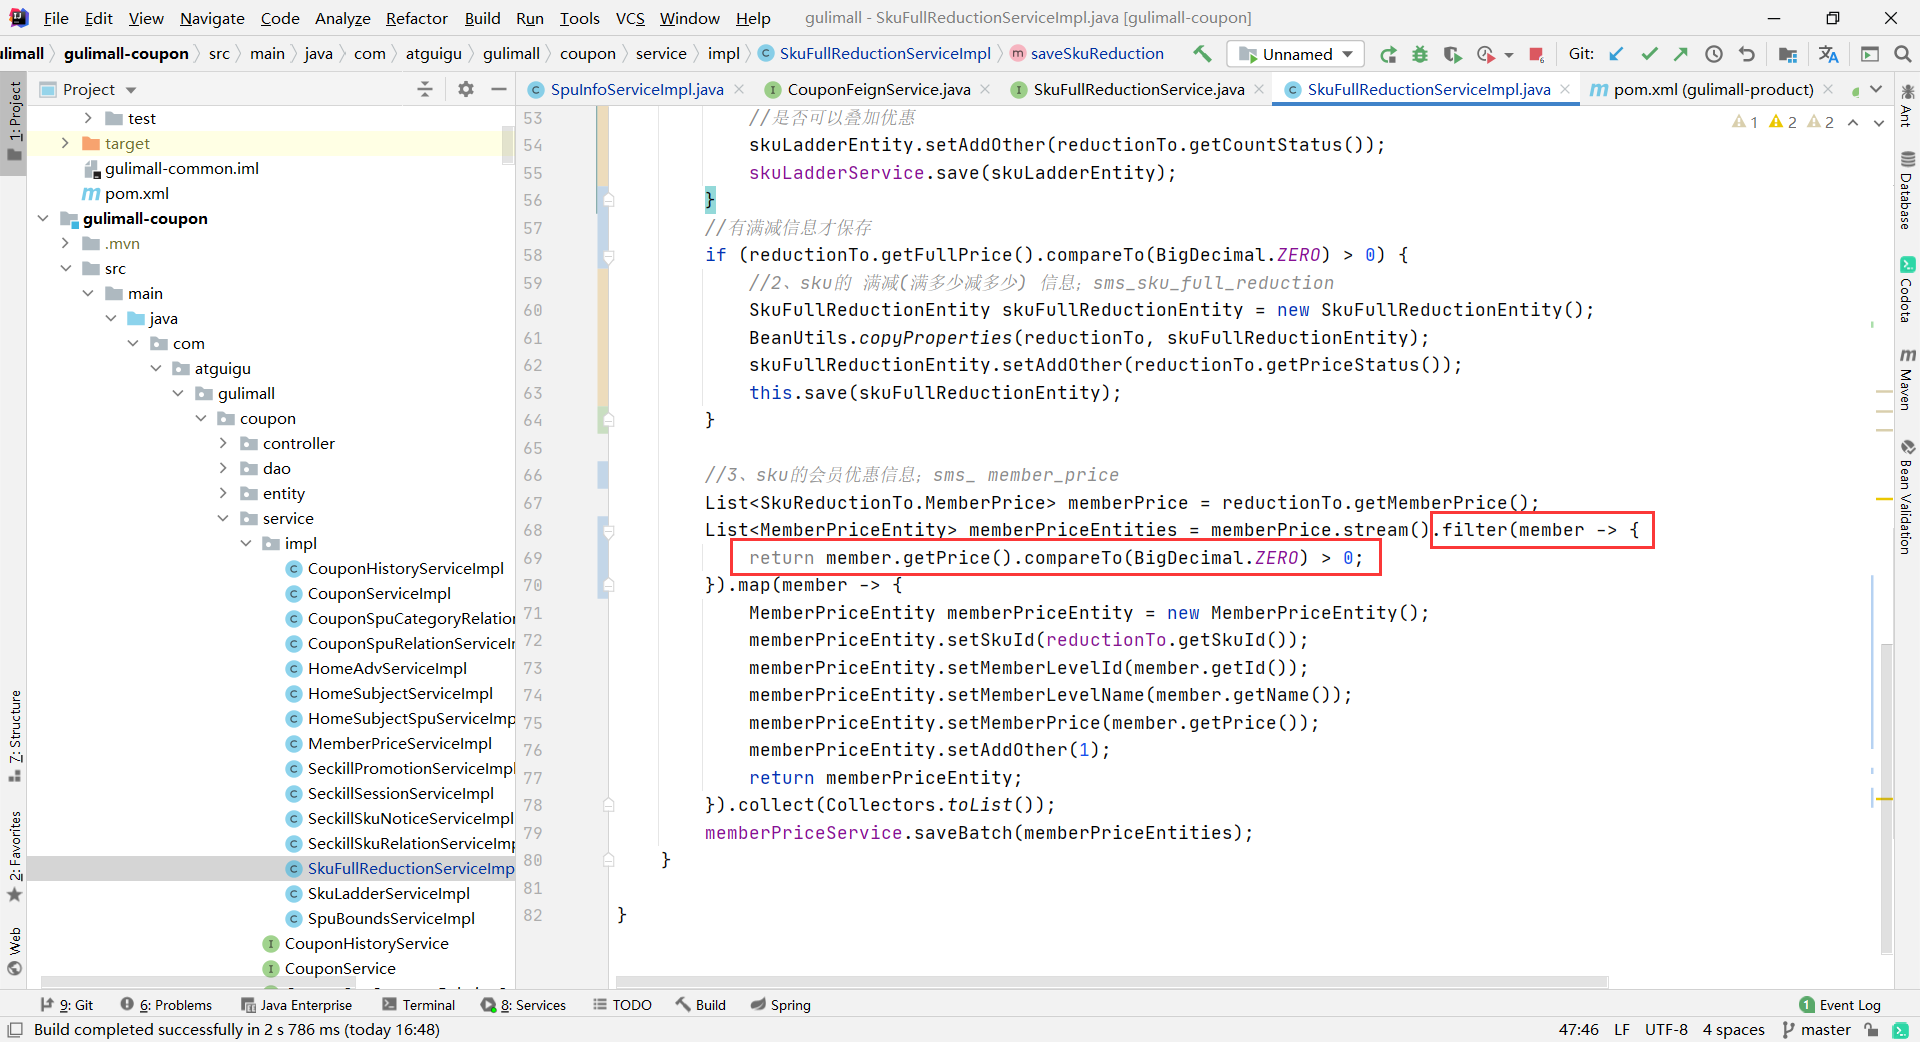 File Edit View Navigate Code Analyze Refactor Build Run Tools VCS Window Help gulimall - SkuFullReductionServiceImpl.java [gulimall-coupon]
ulimall gulimall-coupon src main java com atguigu gulimall coupon service impl SkuFullReductionServiceImpl saveSkuReduction Unnamed Git:
Project
SpuInfoServiceImpl.java CouponFeignService.java SkuFullReductionService.java SkuFullReductionServiceImpl.java pom.xml (gulimall-product)
1: Project
7: Structure
2: Favorites
Web
test
target
gulimall-common.iml
pom.xml
gulimall-coupon
.mvn
src
main
java
com
atguigu
gulimall
coupon
controller
dao
entity
service
impl
CouponHistoryServiceImpl
CouponServiceImpl
CouponSpuCategoryRelation
CouponSpuRelationServiceIm
HomeAdvServiceImpl
HomeSubjectServiceImpl
HomeSubjectSpuServiceImp
MemberPriceServiceImpl
SeckillPromotionServiceImpl
SeckillSessionServiceImpl
SeckillSkuNoticeServiceImpl
SeckillSkuRelationServiceImp
SkuFullReductionServiceImp
SkuLadderServiceImpl
SpuBoundsServiceImpl
CouponHistoryService
CouponService
1 2 2
53 //是否可以叠加优惠
54 skuLadderEntity.setAddOther(reductionTo.getCountStatus());
55 skuLadderService.save(skuLadderEntity);
56 }
57 //有满减信息才保存
58 if (reductionTo.getFullPrice().compareTo(BigDecimal.ZERO) > 0) {
59 //2、sku的 满减(满多少减多少) 信息；sms_sku_full_reduction
60 SkuFullReductionEntity skuFullReductionEntity = new SkuFullReductionEntity();
61 BeanUtils.copyProperties(reductionTo, skuFullReductionEntity);
62 skuFullReductionEntity.setAddOther(reductionTo.getPriceStatus());
63 this.save(skuFullReductionEntity);
64 }
65
66 //3、sku的会员优惠信息；sms_ member_price
67 List<SkuReductionTo.MemberPrice> memberPrice = reductionTo.getMemberPrice();
68 List<MemberPriceEntity> memberPriceEntities = memberPrice.stream().filter(member -> {
69 return member.getPrice().compareTo(BigDecimal.ZERO) > 0;
70 }).map(member -> {
71 MemberPriceEntity memberPriceEntity = new MemberPriceEntity();
72 memberPriceEntity.setSkuId(reductionTo.getSkuId());
73 memberPriceEntity.setMemberLevelId(member.getId());
74 memberPriceEntity.setMemberLevelName(member.getName());
75 memberPriceEntity.setMemberPrice(member.getPrice());
76 memberPriceEntity.setAddOther(1);
77 return memberPriceEntity;
78 }).collect(Collectors.toList());
79 memberPriceService.saveBatch(memberPriceEntities);
80 }
81
82 }
Ant
Database
Codota
Maven
Bean Validation
9: Git 6: Problems Java Enterprise Terminal 8: Services TODO Build Spring 1 Event Log
Build completed successfully in 2 s 786 ms (today 16:48) 47:46 LF UTF-8 4 spaces master